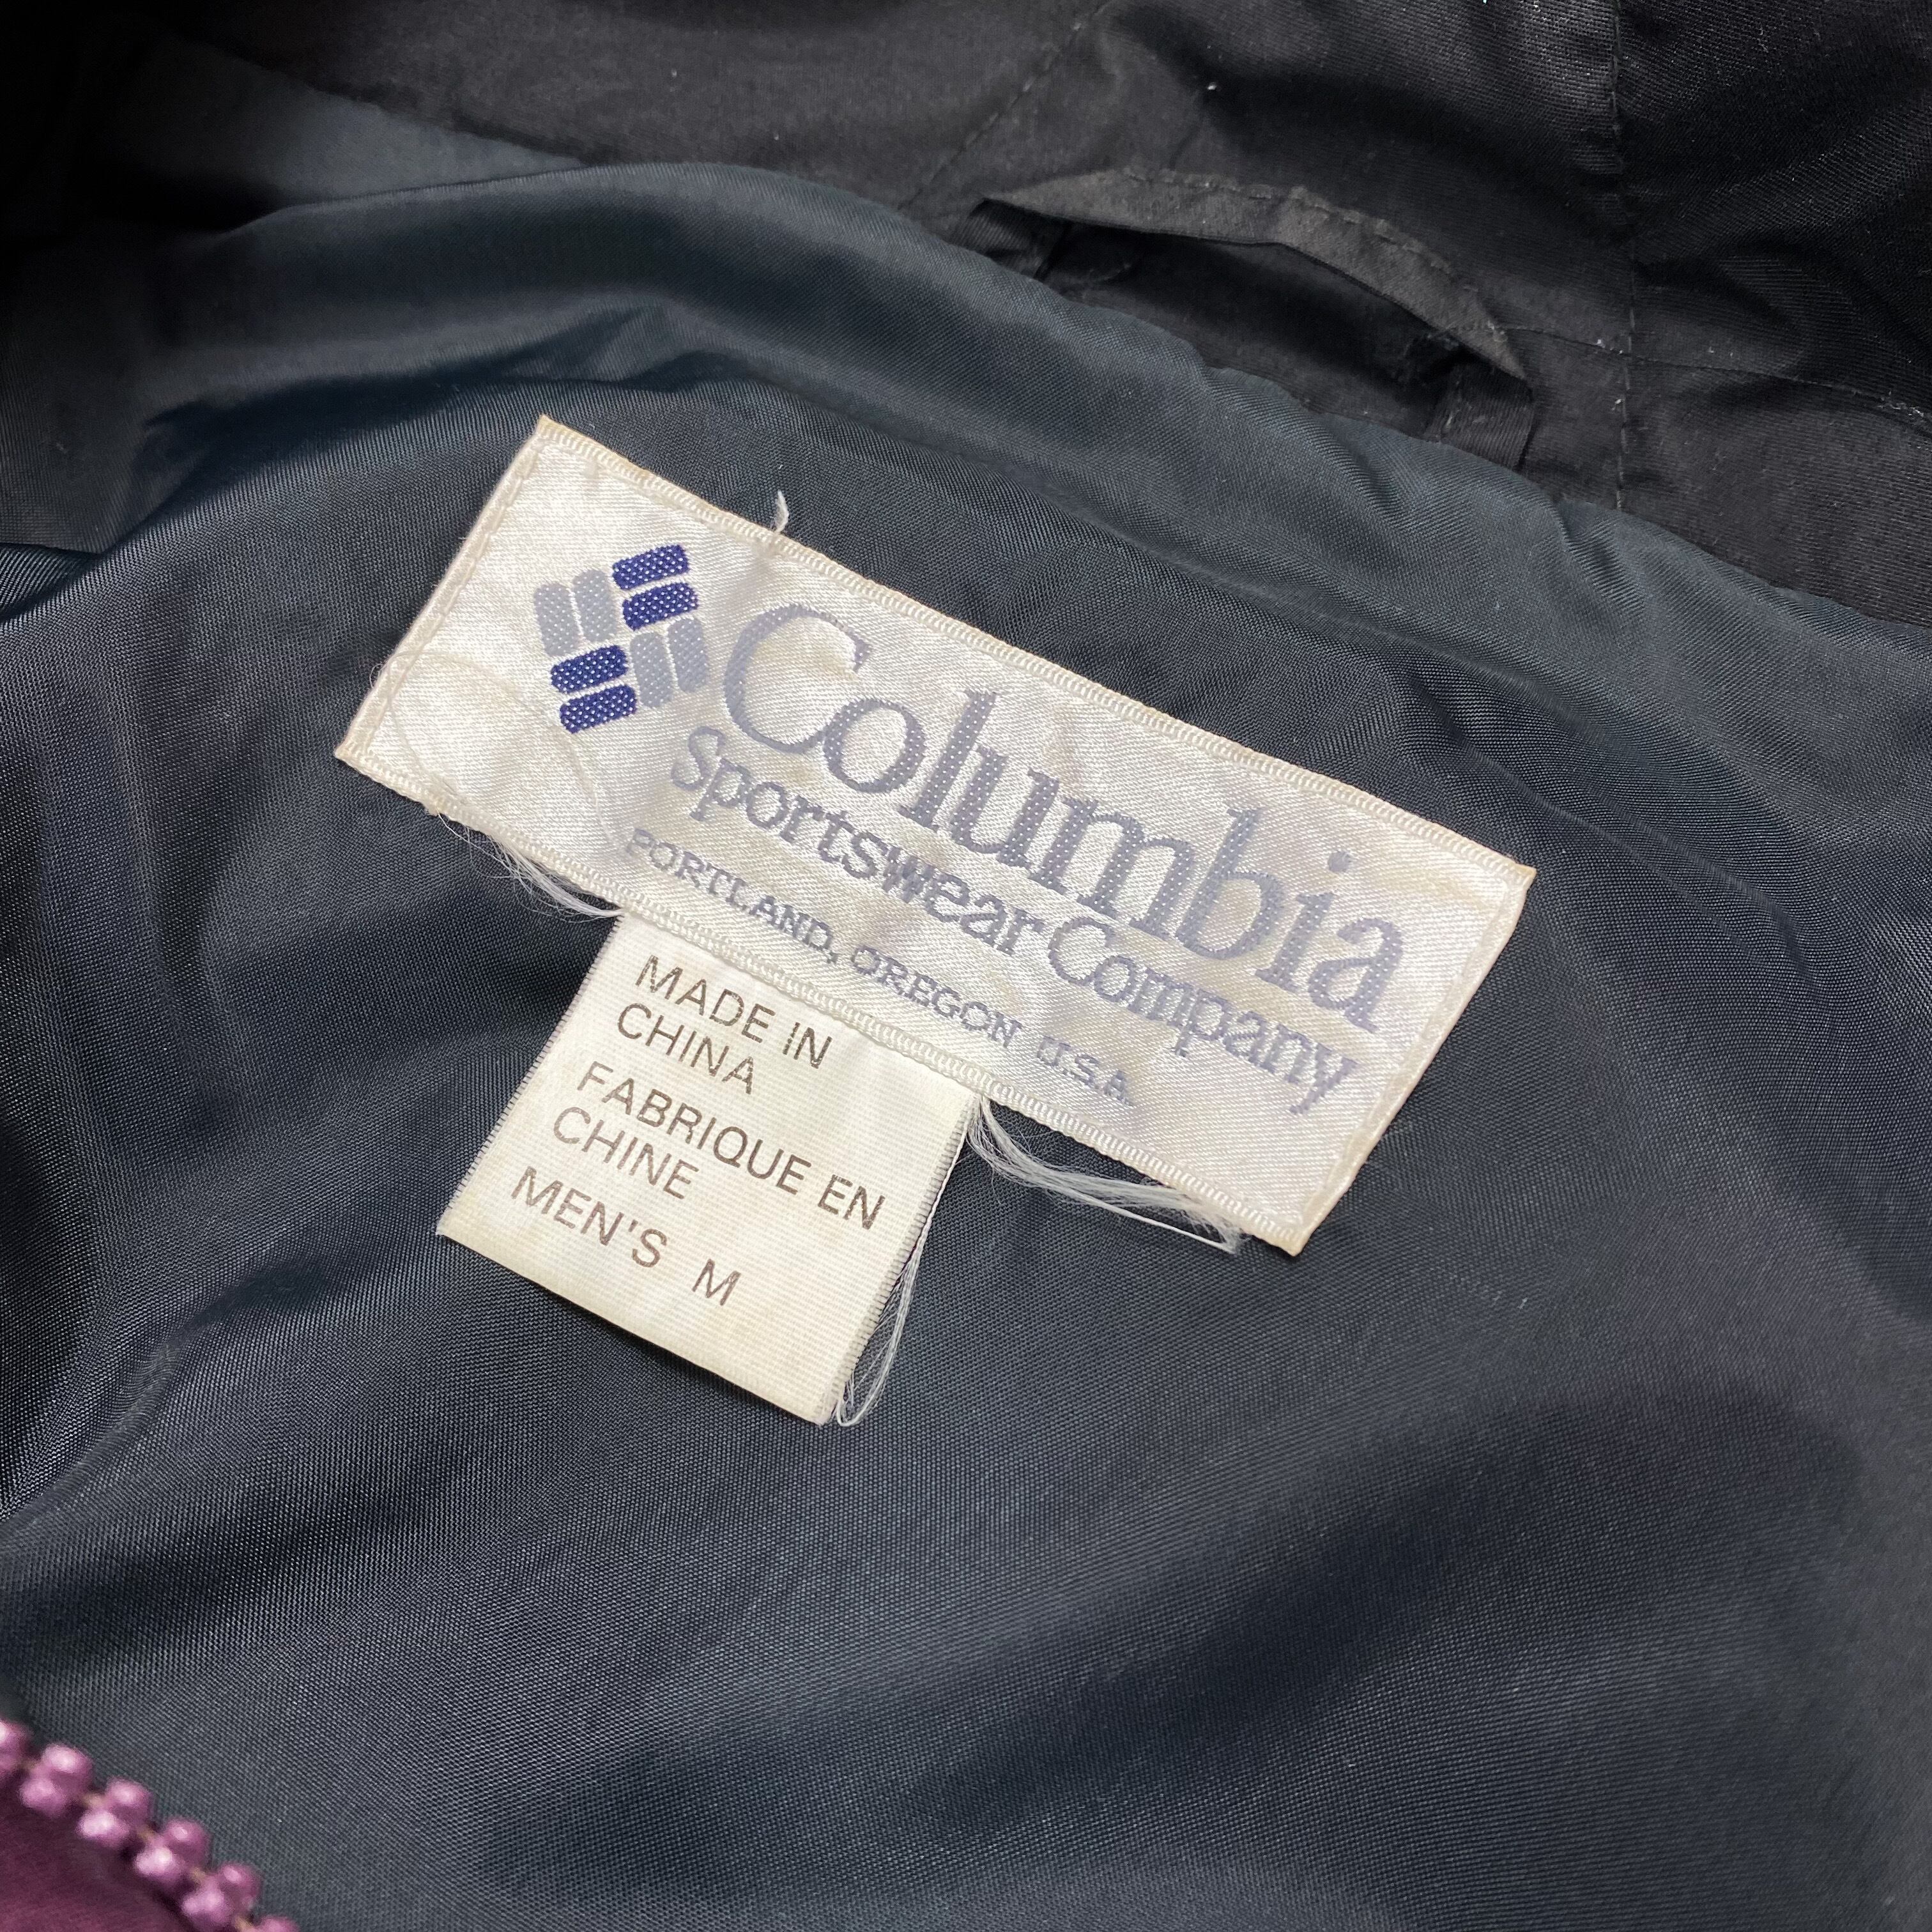 Columbia
Sportswear Company
PORTLAND, OREGON U.S.A
MADE IN
CHINA
FABRIQUE EN
CHINE
MEN'S M